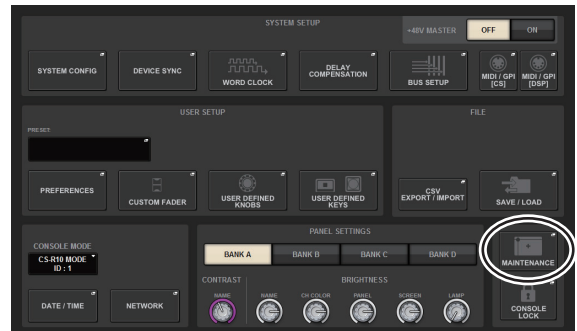 SYSTEM SETUP
+48V MASTER
OFF
ON
SYSTEM CONFIG
DEVICE SYNC
WORD CLOCK
DELAY
COMPENSATION
BUS SETUP
MIDI / GPI
[CS]
MIDI / GPI
[DSP]
USER SETUP
PRESET
PREFERENCES
CUSTOM FADER
USER DEFINED
KNOBS
USER DEFINED
KEYS
FILE
CSV
EXPORT / IMPORT
SAVE / LOAD
CONSOLE MODE
CS-R10 MODE
ID : 1
DATE / TIME
NETWORK
PANEL SETTINGS
BANK A
BANK B
BANK C
BANK D
CONTRAST
BRIGHTNESS
NAME
NAME
CH COLOR
PANEL
SCREEN
LAMP
MAINTENANCE
CONSOLE
LOCK